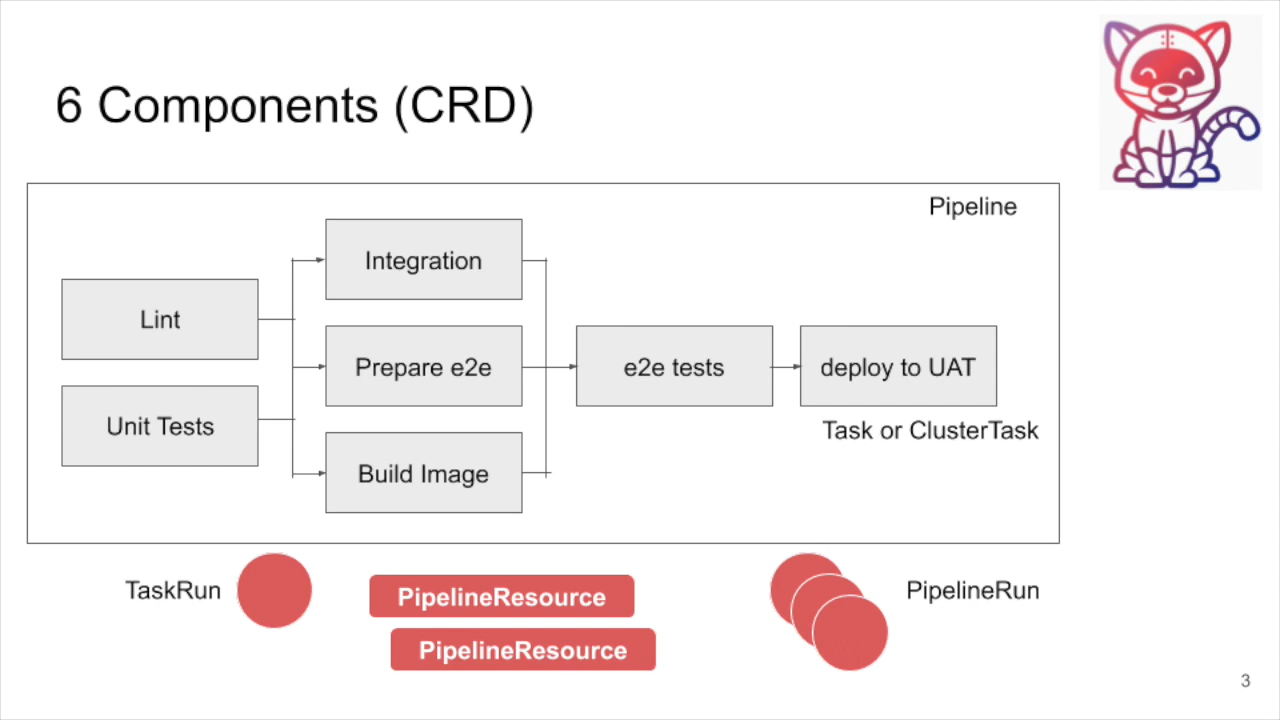 6 Components (CRD)
Pipeline
Integration
Lint
Prepare e2e
e2e tests
deploy to UAT
Unit Tests
Task or ClusterTask
Build Image
TaskRun
PipelineResource
PipelineRun
PipelineResource
3